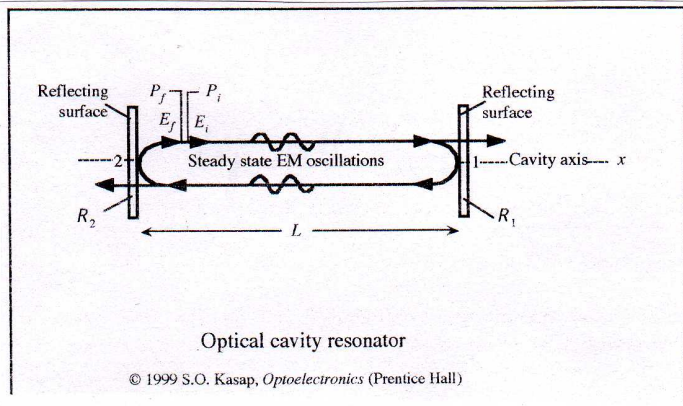 Reflecting
surface
P_f
P_i
Reflecting
surface
E_f
E_i
2
Steady state EM oscillations
1
Cavity axis
x
R_2
L
R_1
Optical cavity resonator
© 1999 S.O. Kasap, Optoelectronics (Prentice Hall)